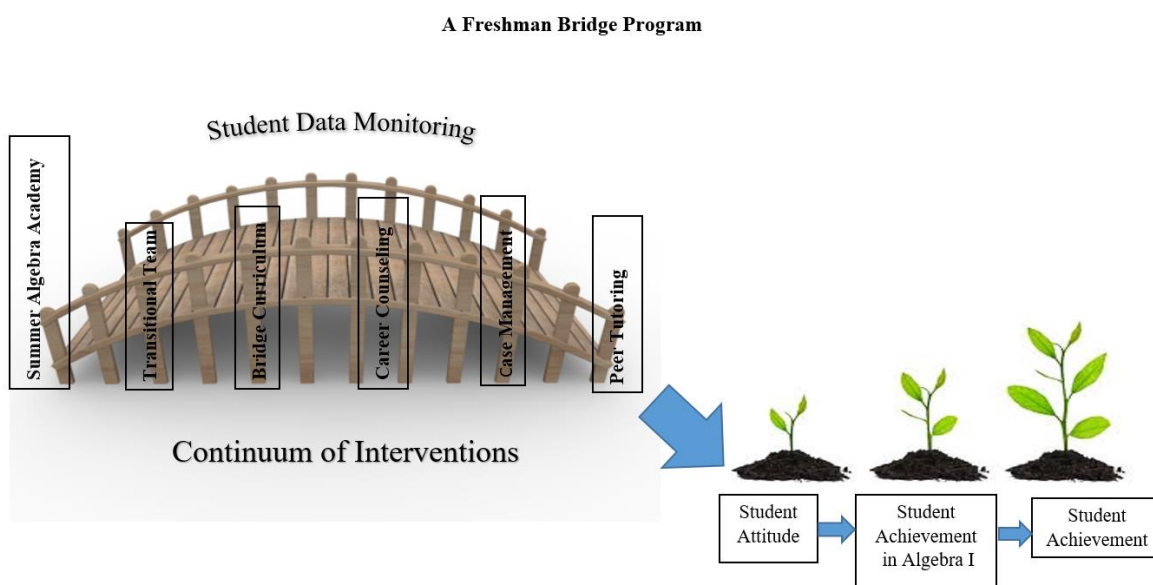 A Freshman Bridge Program
Student Data Monitoring
Summer Algebra Academy
Transitional Team
Bridge Curriculum
Career Counseling
Case Management
Peer Tutoring
Continuum of Interventions
Student
Attitude
Student
Achievement
in Algebra I
Student
Achievement